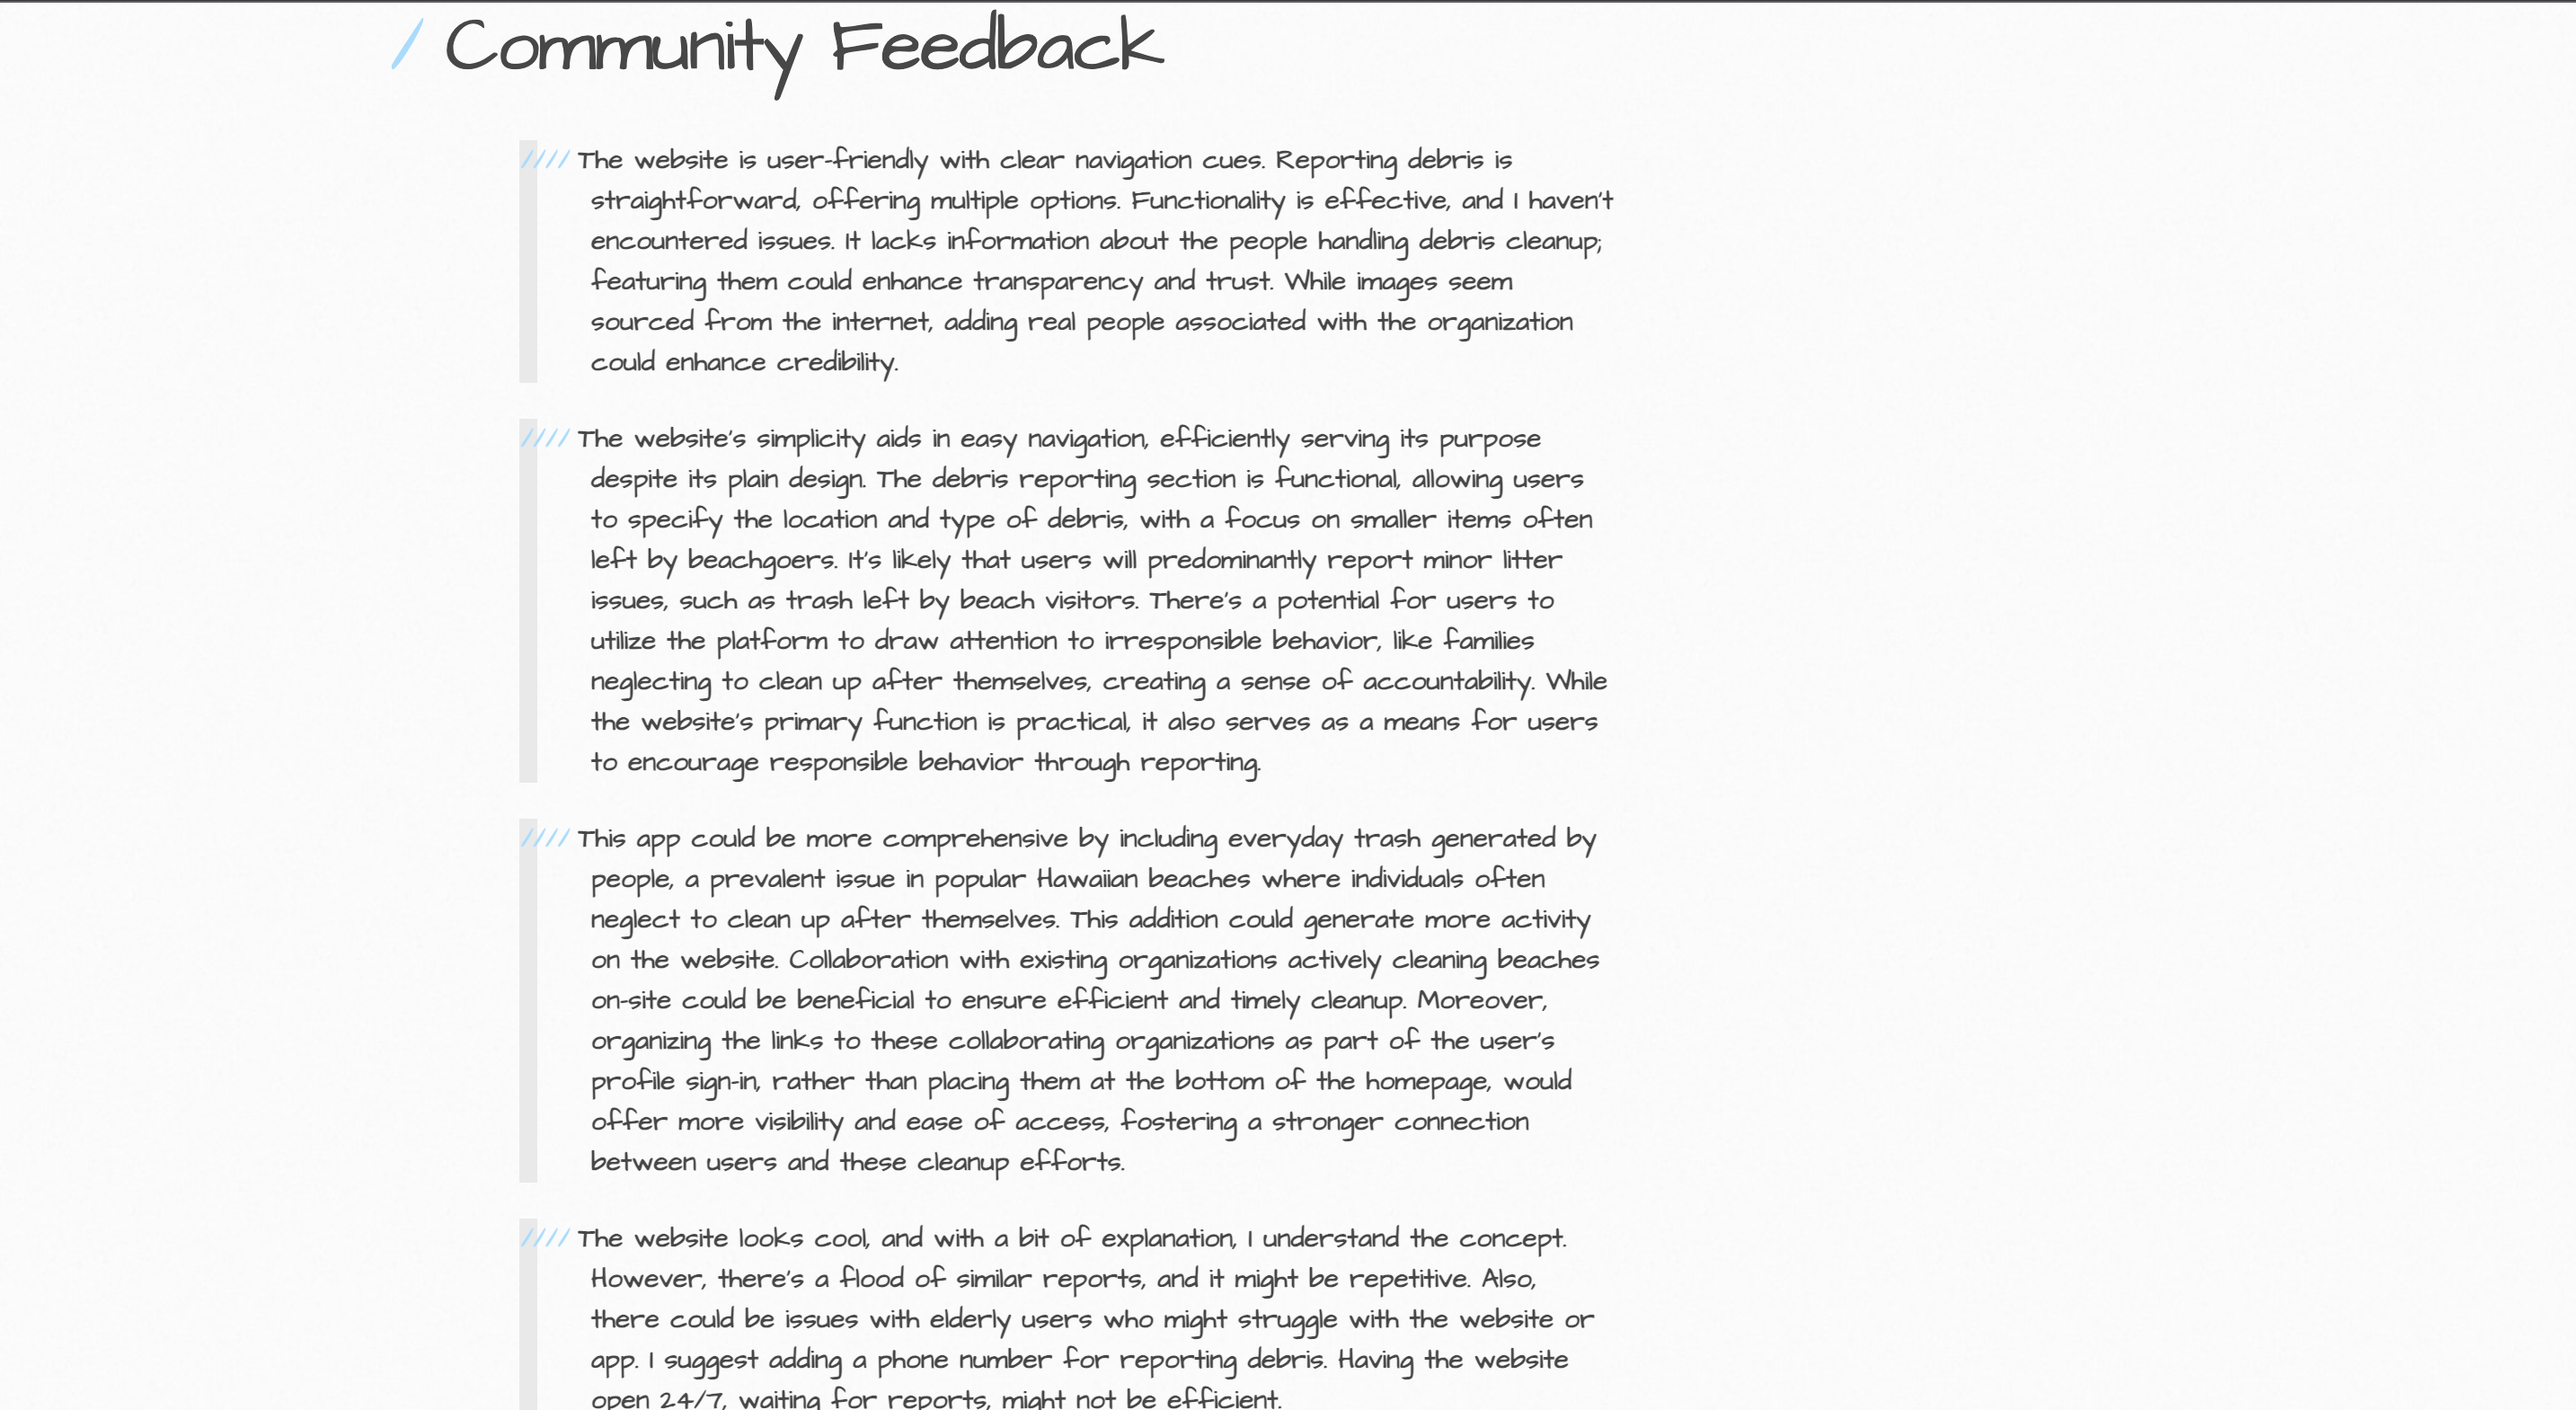 / Community Feedback
//// The website is user-friendly with clear navigation cues. Reporting debris is
straightforward, offering multiple options. Functionality is effective, and I haven't
encountered issues. It lacks information about the people handling debris cleanup;
featuring them could enhance transparency and trust. While images seem
sourced from the internet, adding real people associated with the organization
could enhance credibility.
//// The website's simplicity aids in easy navigation, efficiently serving its purpose
despite its plain design. The debris reporting section is functional, allowing users
to specify the location and type of debris, with a focus on smaller items often
left by beachgoers. It's likely that users will predominantly report minor litter
issues, such as trash left by beach visitors. There's a potential for users to
utilize the platform to draw attention to irresponsible behavior, like families
neglecting to clean up after themselves, creating a sense of accountability. While
the website's primary function is practical, it also serves as a means for users
to encourage responsible behavior through reporting.
//// This app could be more comprehensive by including everyday trash generated by
people, a prevalent issue in popular Hawaiian beaches where individuals often
neglect to clean up after themselves. This addition could generate more activity
on the website. Collaboration with existing organizations actively cleaning beaches
on-site could be beneficial to ensure efficient and timely cleanup. Moreover,
organizing the links to these collaborating organizations as part of the user's
profile sign-in, rather than placing them at the bottom of the homepage, would
offer more visibility and ease of access, fostering a stronger connection
between users and these cleanup efforts.
//// The website looks cool, and with a bit of explanation, I understand the concept.
However, there's a flood of similar reports, and it might be repetitive. Also,
there could be issues with elderly users who might struggle with the website or
app. I suggest adding a phone number for reporting debris. Having the website
open 24/7, waiting for reports, might not be efficient.